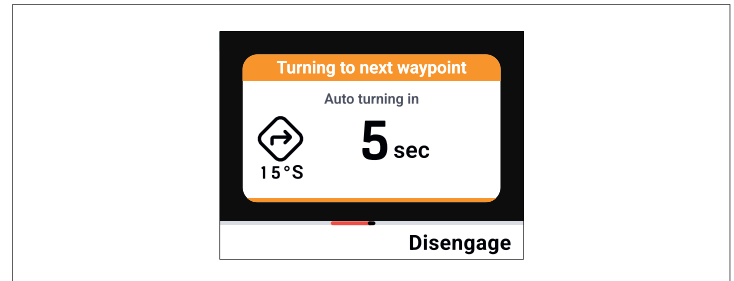 Turning to next waypoint
Auto turning in
5 sec
15°S
Disengage